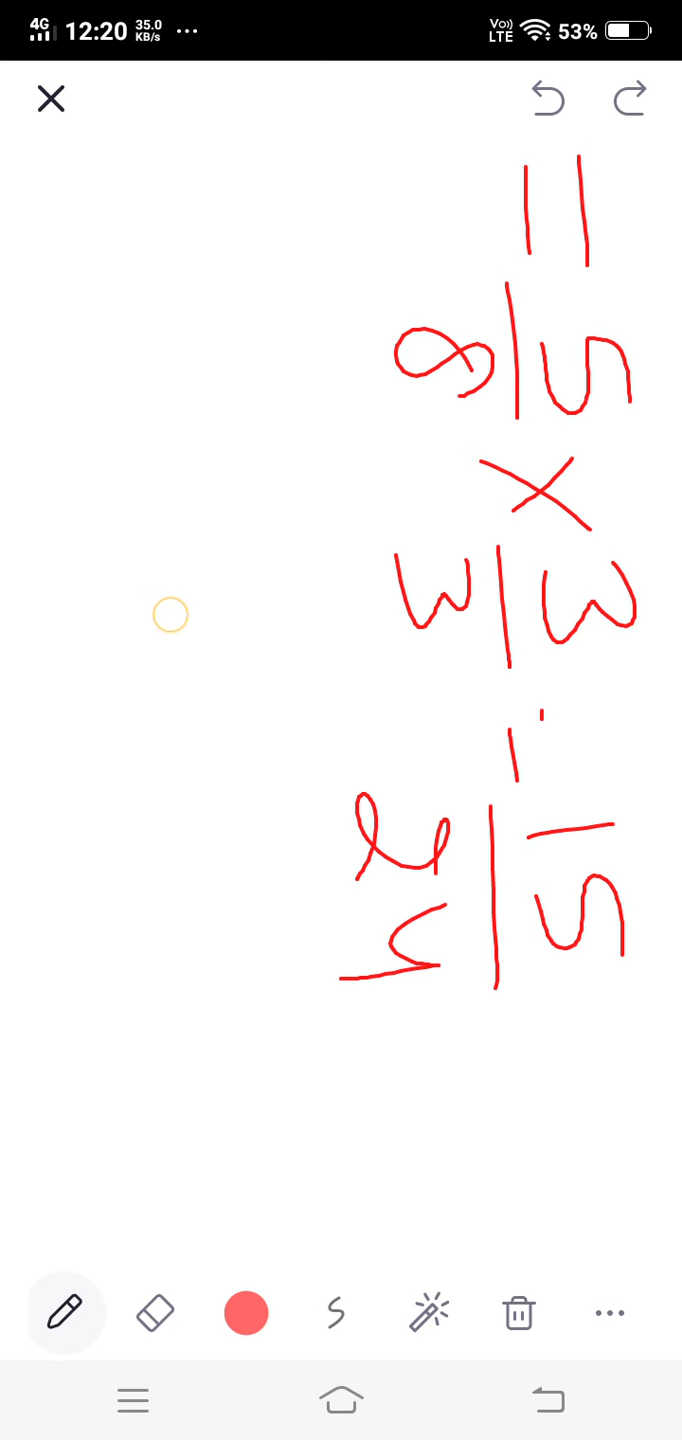 = 5/8 × 3/3 = 15/24